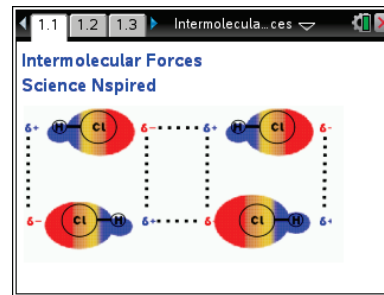 1.1 1.2 1.3 Intermolecula...ces
Intermolecular Forces
Science Nspired
δ+ H Cl δ- δ+ H Cl δ-
δ- Cl H δ+ δ- Cl H δ+